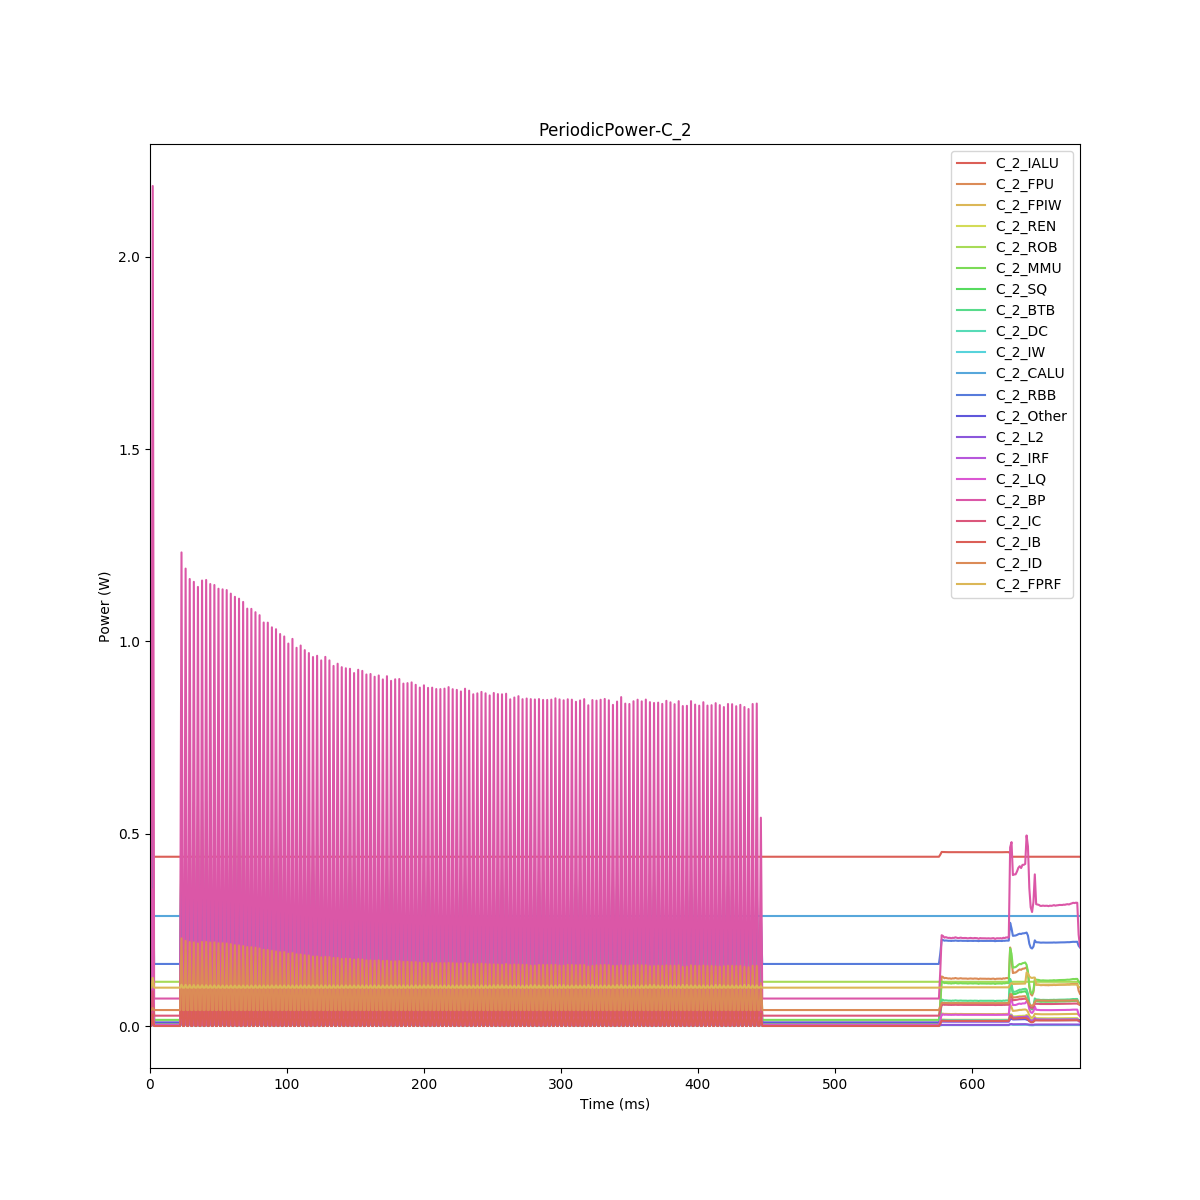 PeriodicPower-C_2
C_2_IALU
C_2_FPU
C_2_FPIW
C_2_REN
C_2_ROB
C_2_MMU
C_2_SQ
C_2_BTB
C_2_DC
C_2_IW
C_2_CALU
C_2_RBB
C_2_Other
C_2_L2
C_2_IRF
C_2_LQ
C_2_BP
C_2_IC
C_2_IB
C_2_ID
C_2_FPRF
Power (W)
2.0
1.5
1.0
0.5
0.0
0 100 200 300 400 500 600
Time (ms)